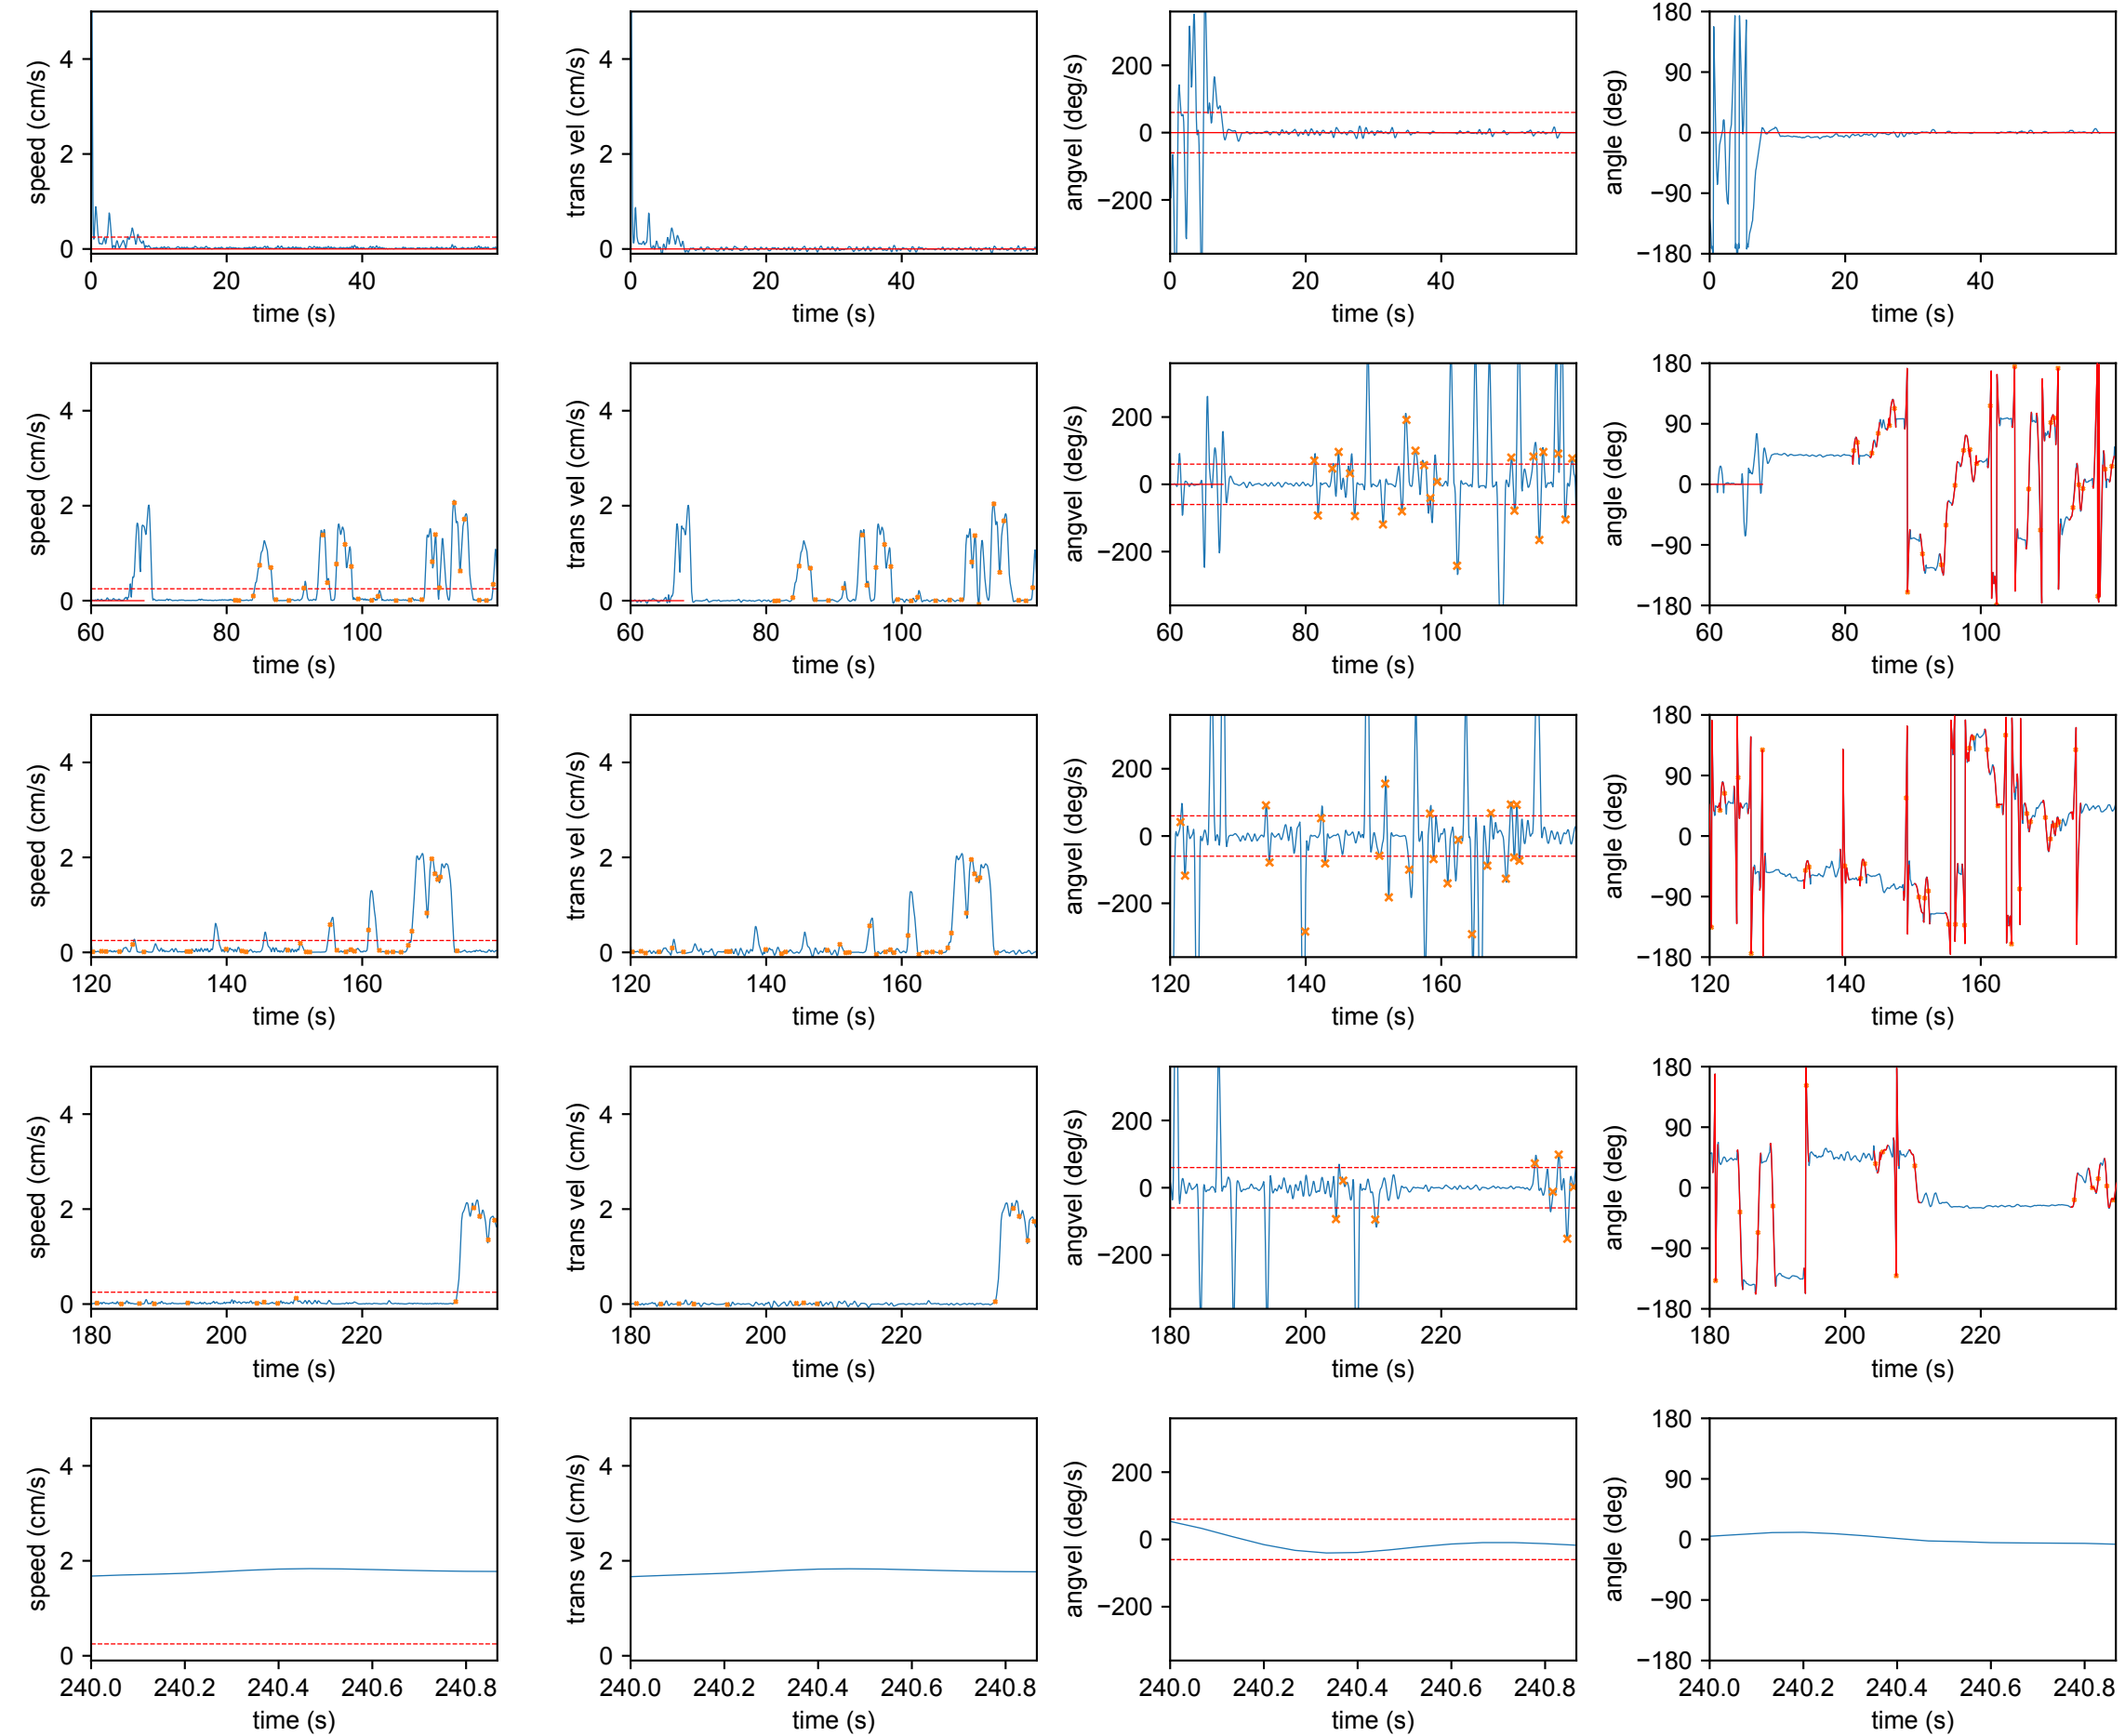 speed (cm/s)
4
2
0
0 20 40
time (s)
trans vel (cm/s)
4
2
0
0 20 40
time (s)
angvel (deg/s)
200
0
−200
0 20 40
time (s)
angle (deg)
180
90
0
−90
−180
0 20 40
time (s)
speed (cm/s)
4
2
0
60 80 100
time (s)
trans vel (cm/s)
4
2
0
60 80 100
time (s)
angvel (deg/s)
200
0
−200
60 80 100
time (s)
angle (deg)
180
90
0
−90
−180
60 80 100
time (s)
speed (cm/s)
4
2
0
120 140 160
time (s)
trans vel (cm/s)
4
2
0
120 140 160
time (s)
angvel (deg/s)
200
0
−200
120 140 160
time (s)
angle (deg)
180
90
0
−90
−180
120 140 160
time (s)
speed (cm/s)
4
2
0
180 200 220
time (s)
trans vel (cm/s)
4
2
0
180 200 220
time (s)
angvel (deg/s)
200
0
−200
180 200 220
time (s)
angle (deg)
180
90
0
−90
−180
180 200 220
time (s)
speed (cm/s)
4
2
0
240.0 240.2 240.4 240.6 240.8
time (s)
trans vel (cm/s)
4
2
0
240.0 240.2 240.4 240.6 240.8
time (s)
angvel (deg/s)
200
0
−200
240.0 240.2 240.4 240.6 240.8
time (s)
angle (deg)
180
90
0
−90
−180
240.0 240.2 240.4 240.6 240.8
time (s)